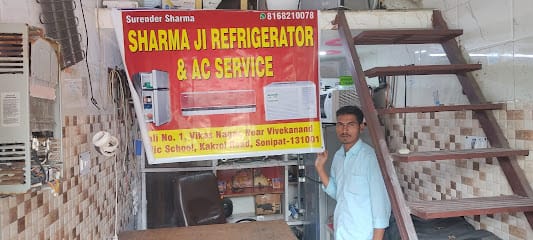 Surender Sharma
8168210078
SHARMA JI REFRIGERATOR
& AC SERVICE
No. 1, Vikas Nagar, Near Vivekanand
School, Kakroi Road, Sonipat-131001